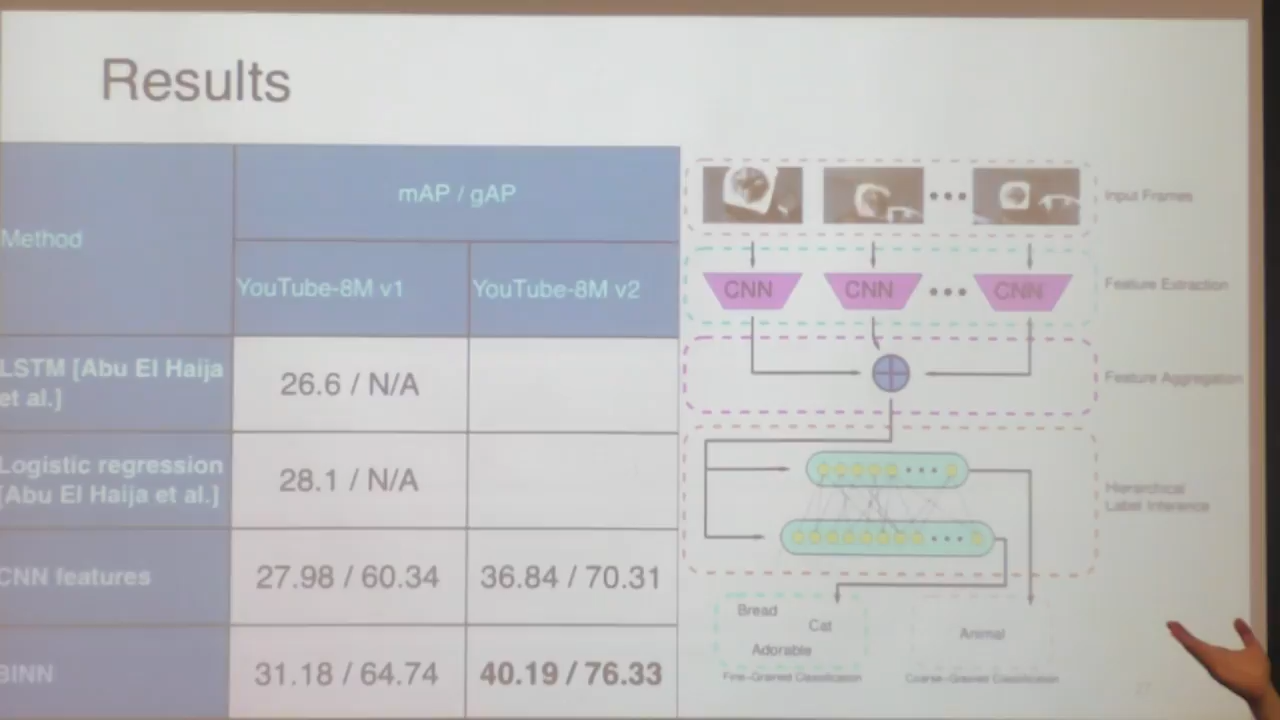 Results
Method
mAP / gAP
YouTube-8M v1
YouTube-8M v2
LSTM [Abu El Haija
et al.]
26.6 / N/A
Logistic regression
[Abu El Haija et al.]
28.1 / N/A
CNN features
27.98 / 60.34
36.84 / 70.31
BINN
31.18 / 64.74
40.19 / 76.33
Input Frames
CNN
CNN
CNN
Feature Extraction
Feature Aggregation
Hierarchical
Label Inference
Bread
Cat
Adorable
Animal
Fine-Grained Classification
Coarse-Grained Classification
27